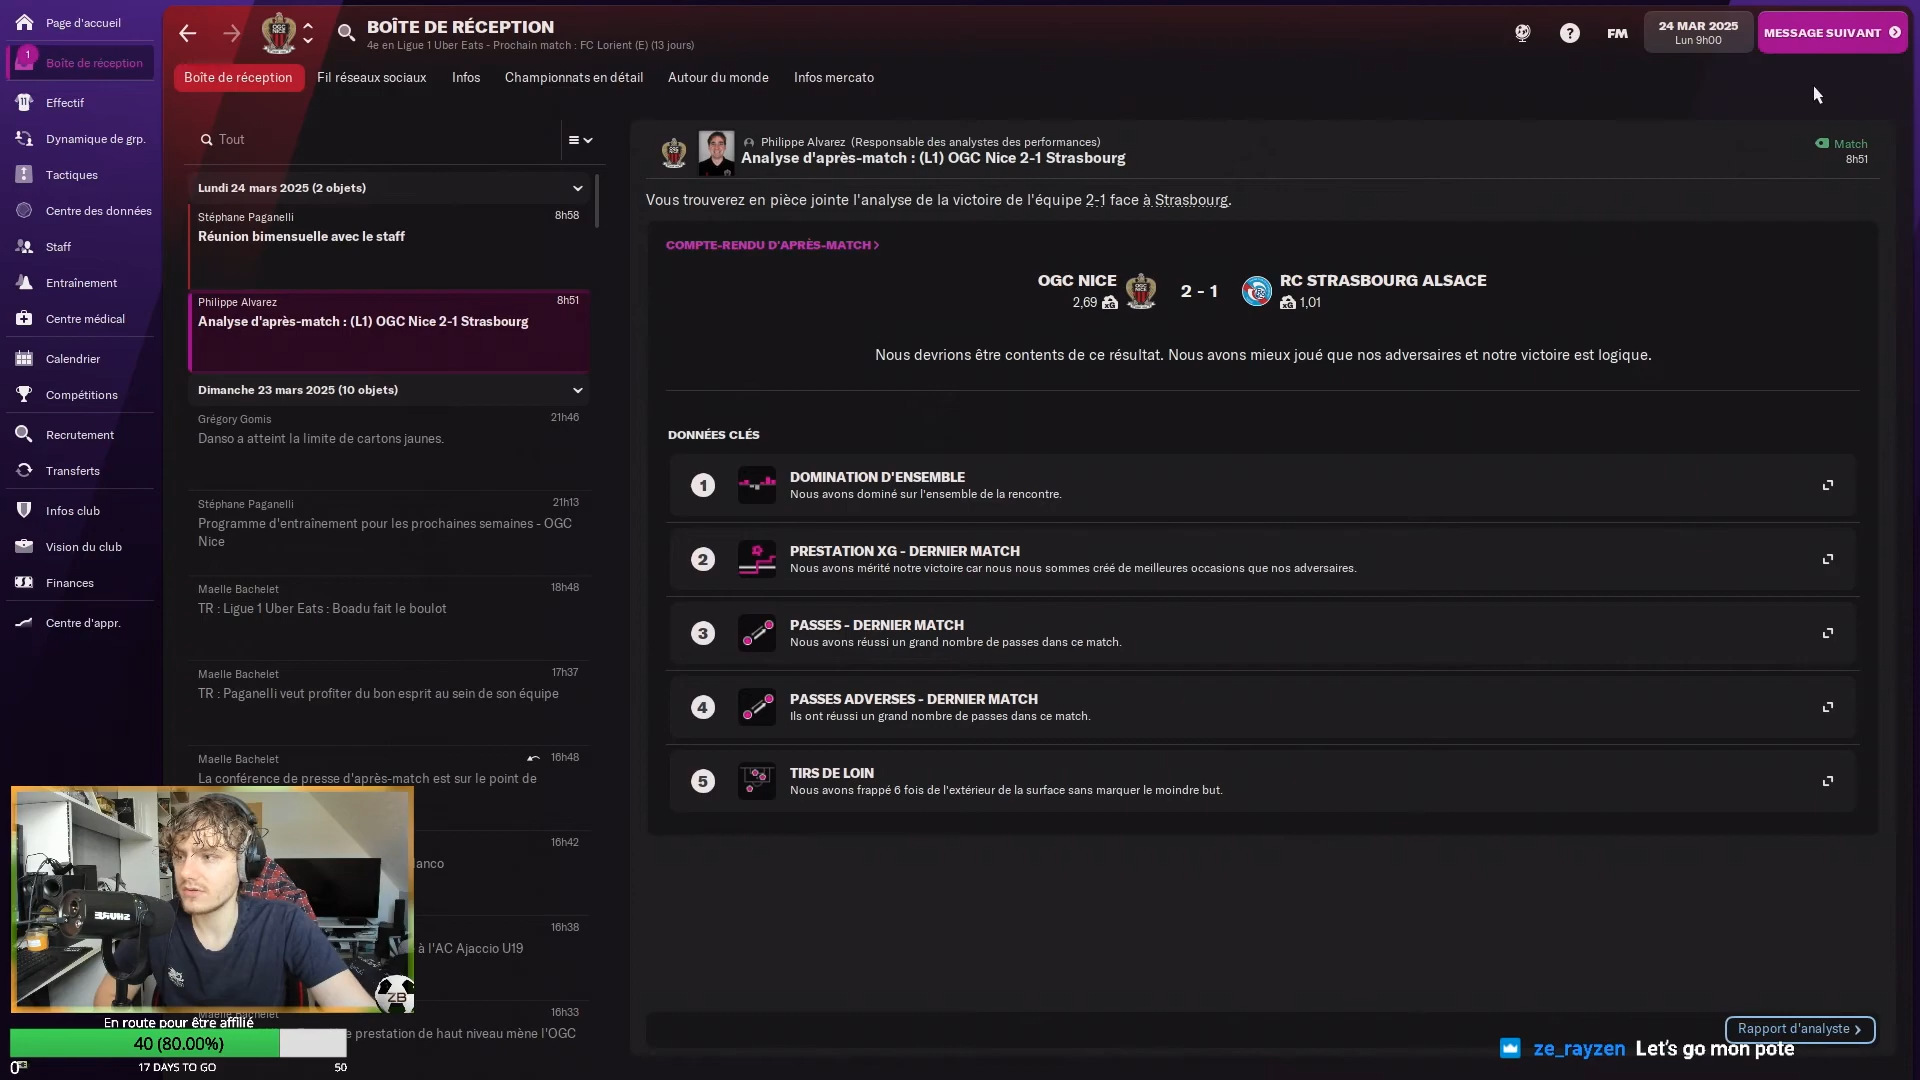 Page d'accueil
1
Boîte de réception
Effectif
Dynamique de grp.
Tactiques
Centre des données
Staff
Entraînement
Centre médical
Calendrier
Compétitions
Recrutement
Transferts
Infos club
Vision du club
Finances
Centre d'appr.
BOÎTE DE RÉCEPTION
4e en Ligue 1 Uber Eats - Prochain match : FC Lorient (E) (13 jours)
FM
24 MAR 2025
Lun 9h00
MESSAGE SUIVANT
Boîte de réception
Fil réseaux sociaux
Infos
Championnats en détail
Autour du monde
Infos mercato
Tout
Lundi 24 mars 2025 (2 objets)
Stéphane Paganelli
8h58
Réunion bimensuelle avec le staff
Philippe Alvarez
8h51
Analyse d'après-match : (L1) OGC Nice 2-1 Strasbourg
Dimanche 23 mars 2025 (10 objets)
Grégory Gomis
21h46
Danso a atteint la limite de cartons jaunes.
Stéphane Paganelli
21h13
Programme d'entraînement pour les prochaines semaines - OGC
Nice
Maelle Bachelet
18h48
TR : Ligue 1 Uber Eats : Boadu fait le boulot
Maelle Bachelet
17h37
TR : Paganelli veut profiter du bon esprit au sein de son équipe
Maelle Bachelet
16h48
La conférence de presse d'après-match est sur le point de
16h42
lanco
16h38
à l'AC Ajaccio U19
Maelle Bachelet
16h33
e prestation de haut niveau mène l'OGC
Philippe Alvarez (Responsable des analystes des performances)
Analyse d'après-match : (L1) OGC Nice 2-1 Strasbourg
Match
8h51
Vous trouverez en pièce jointe l'analyse de la victoire de l'équipe 2-1 face à Strasbourg.
COMPTE-RENDU D'APRÈS-MATCH >
OGC NICE
2,69 xG
2 - 1
RC STRASBOURG ALSACE
xG 1,01
Nous devrions être contents de ce résultat. Nous avons mieux joué que nos adversaires et notre victoire est logique.
DONNÉES CLÉS
1
DOMINATION D'ENSEMBLE
Nous avons dominé sur l'ensemble de la rencontre.
2
PRESTATION XG - DERNIER MATCH
Nous avons mérité notre victoire car nous nous sommes créé de meilleures occasions que nos adversaires.
3
PASSES - DERNIER MATCH
Nous avons réussi un grand nombre de passes dans ce match.
4
PASSES ADVERSES - DERNIER MATCH
Ils ont réussi un grand nombre de passes dans ce match.
5
TIRS DE LOIN
Nous avons frappé 6 fois de l'extérieur de la surface sans marquer le moindre but.
Rapport d'analyste >
ze_rayzen Let's go mon pote
SHURE
ZB
En route pour être affilié
40 (80.00%)
0
17 DAYS TO GO
50